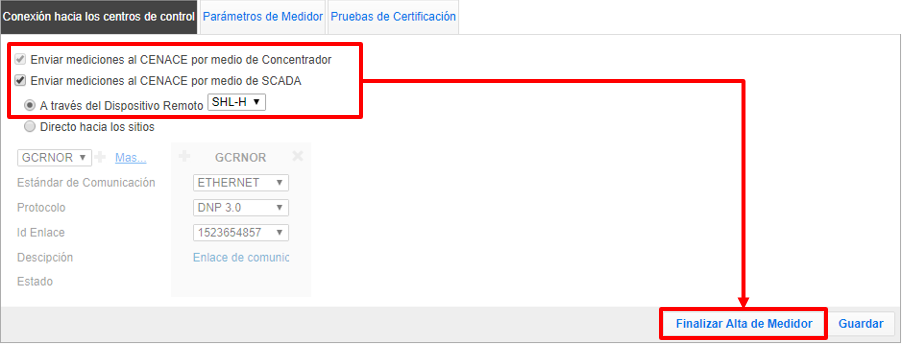 Conexión hacia los centros de control Parámetros de Medidor Pruebas de Certificación
Enviar mediciones al CENACE por medio de Concentrador
Enviar mediciones al CENACE por medio de SCADA
A través del Dispositivo Remoto SHL-H
Directo hacia los sitios
GCRNOR Mas... GCRNOR
Estándar de Comunicación ETHERNET
Protocolo DNP 3.0
Id Enlace 1523654857
Descipción Enlace de comunic
Estado
Finalizar Alta de Medidor Guardar